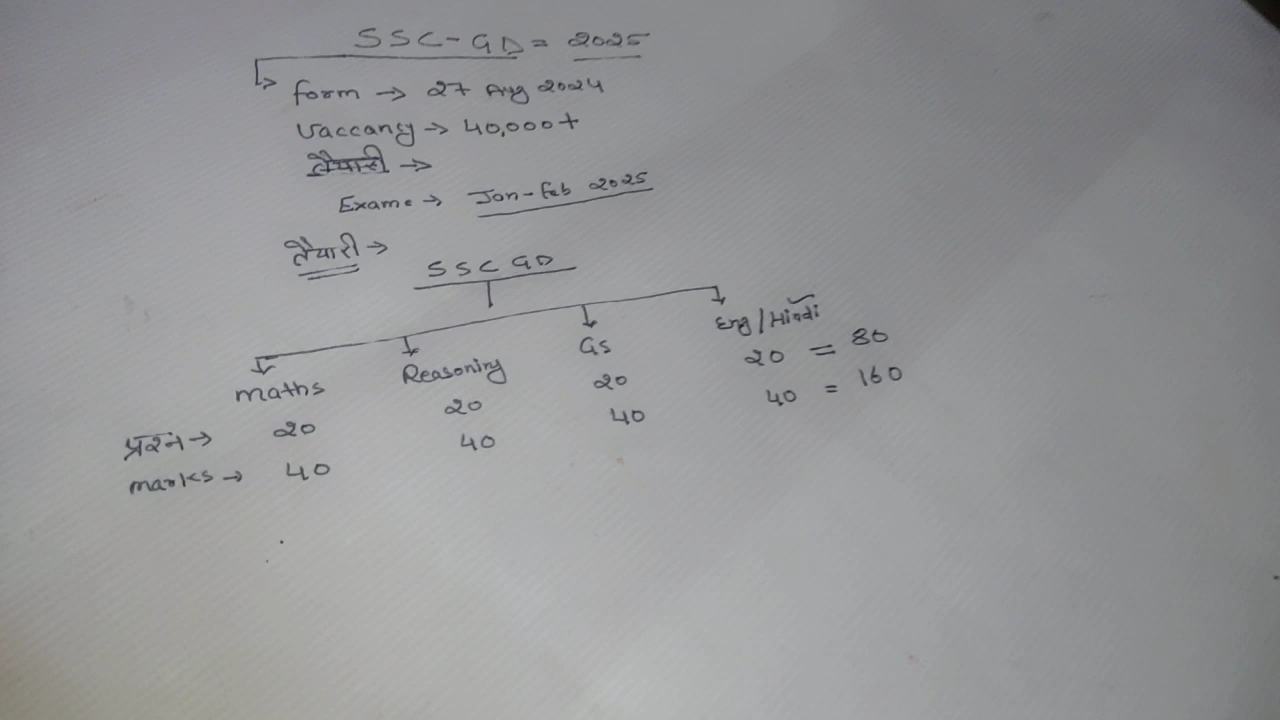 SSC-GD = 2025
↳ form → 27 Aug 2024
Vaccancy → 40,000+
तैयारी →
Exame → Jan-Feb 2025
तैयारी →
SSC GD
maths Reasoning GS Eng/Hindi
प्रश्न → 20 20 20 20 = 80
marks → 40 40 40 40 = 160